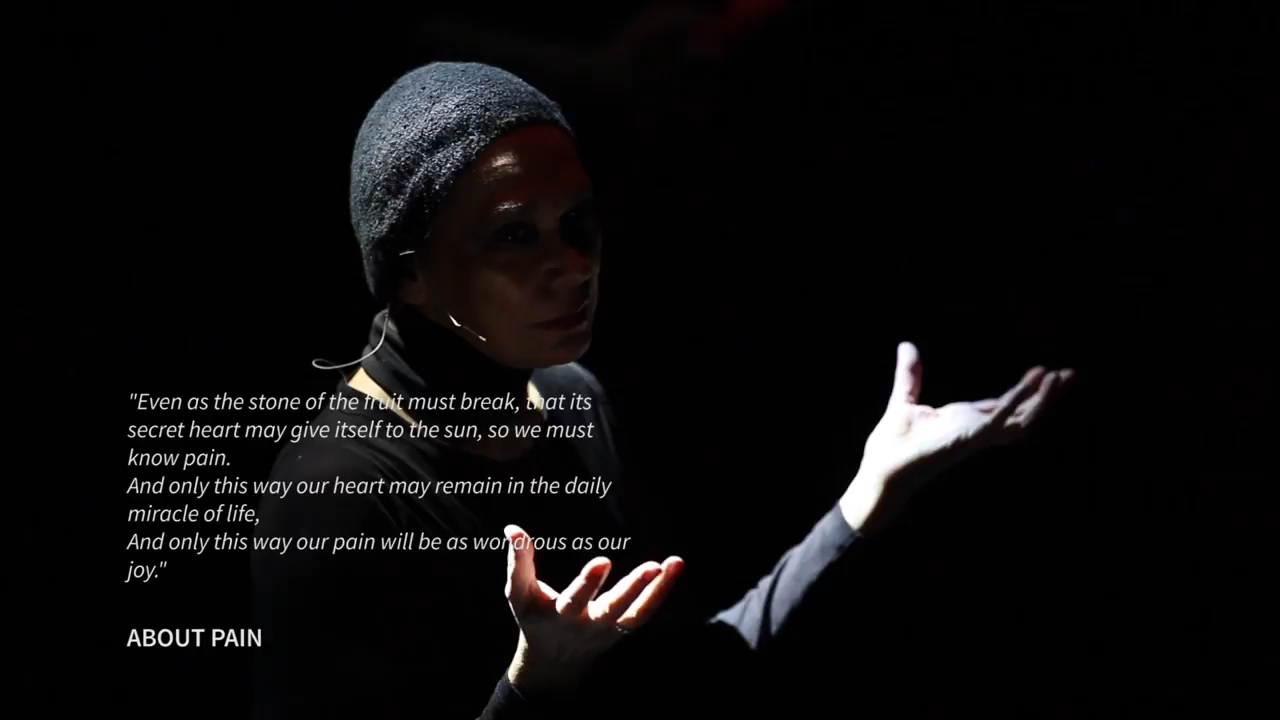 "Even as the stone of the fruit must break, that its
secret heart may give itself to the sun, so we must
know pain.
And only this way our heart may remain in the daily
miracle of life,
And only this way our pain will be as wondrous as our
joy."
ABOUT PAIN